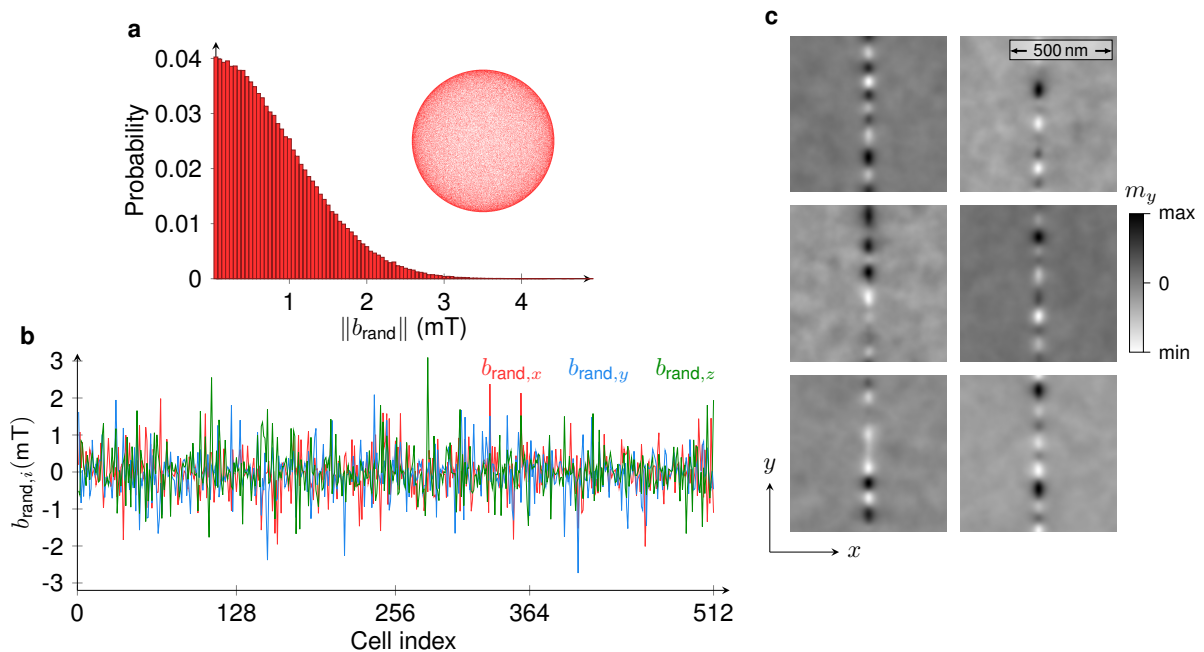 a
0.04
0.03
0.02
0.01
0
Probability
1 2 3 4
‖b_rand‖ (mT)
b
3
2
1
0
-1
-2
-3
b_rand,i (mT)
b_rand,x b_rand,y b_rand,z
0 128 256 364 512
Cell index
c
500 nm
m_y
max
0
min
y
x